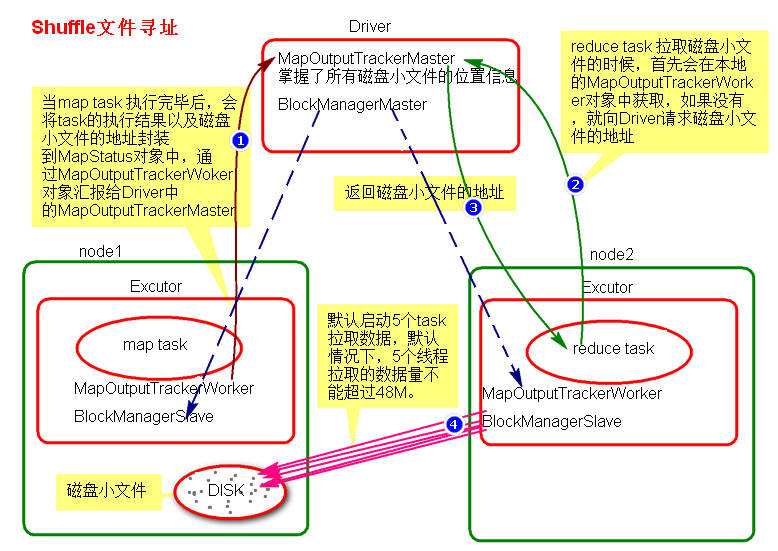 Shuffle文件寻址
Driver
MapOutputTrackerMaster
掌握了所有磁盘小文件的位置信息
BlockManagerMaster
当map task 执行完毕后，会
将task的执行结果以及磁盘
小文件的地址封装
到MapStatus对象中，通
过MapOutputTrackerWoker
对象汇报给Driver中
的MapOutputTrackerMaster
1
reduce task 拉取磁盘小文
件的时候，首先会在本地
的MapOutputTrackerWork
er对象中获取，如果没有
，就向Driver请求磁盘小文
件的地址
2
返回磁盘小文件的地址
3
node1
Excutor
map task
MapOutputTrackerWorker
BlockManagerSlave
磁盘小文件
DISK
默认启动5个task
拉取数据，默认
情况下，5个线程
拉取的数据量不
能超过48M。
4
node2
Excutor
reduce task
MapOutputTrackerWorker
BlockManagerSlave